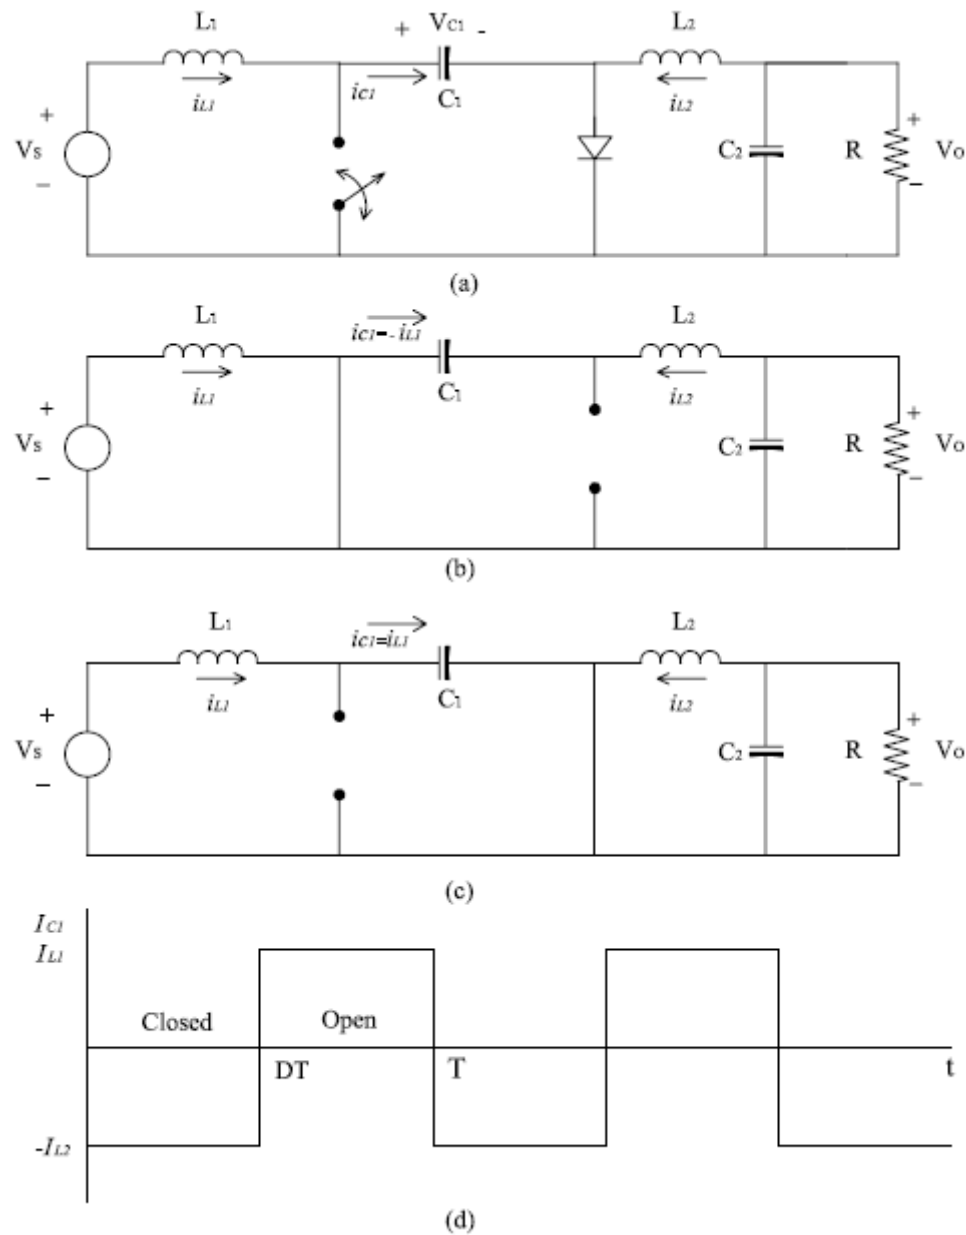 L1 + VC1 - L2
iL1 iC1 C1 iL2
+ Vs − C2 R + Vo −
(a)
L1 iC1=- iL1 L2
iL1 C1 iL2
+ Vs − C2 R + Vo −
(b)
L1 iC1=iL1 L2
iL1 C1 iL2
+ Vs − C2 R + Vo −
(c)
IC1
IL1
Closed Open
DT T t
-IL2
(d)